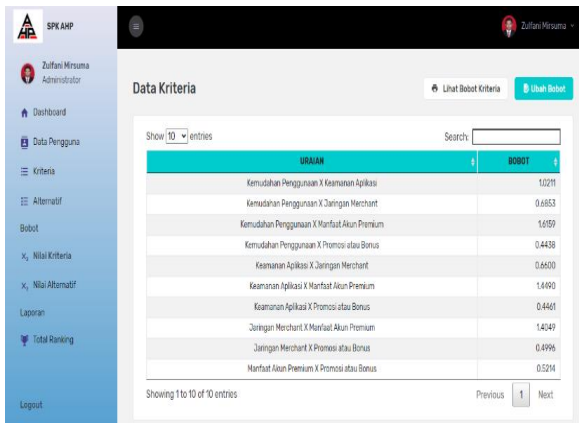 AHP
SPK AHP
Zulfani Mirsuma
Zulfani Mirsuma
Administrator
Dashboard
Data Pengguna
Kriteria
Alternatif
Bobot
X₂ Nilai Kriteria
X₂ Nilai Alternatif
Laporan
Total Ranking
Logout
Data Kriteria
Lihat Bobot Kriteria
Ubah Bobot
Show 10 entries
Search:
URAIAN BOBOT
Kemudahan Penggunaan X Keamanan Aplikasi 1.0211
Kemudahan Penggunaan X Jaringan Merchant 0.6853
Kemudahan Penggunaan X Manfaat Akun Premium 1.6159
Kemudahan Penggunaan X Promosi atau Bonus 0.4438
Keamanan Aplikasi X Jaringan Merchant 0.6600
Keamanan Aplikasi X Manfaat Akun Premium 1.4490
Keamanan Aplikasi X Promosi atau Bonus 0.4461
Jaringan Merchant X Manfaat Akun Premium 1.4049
Jaringan Merchant X Promosi atau Bonus 0.4996
Manfaat Akun Premium X Promosi atau Bonus 0.5214
Showing 1 to 10 of 10 entries
Previous 1 Next